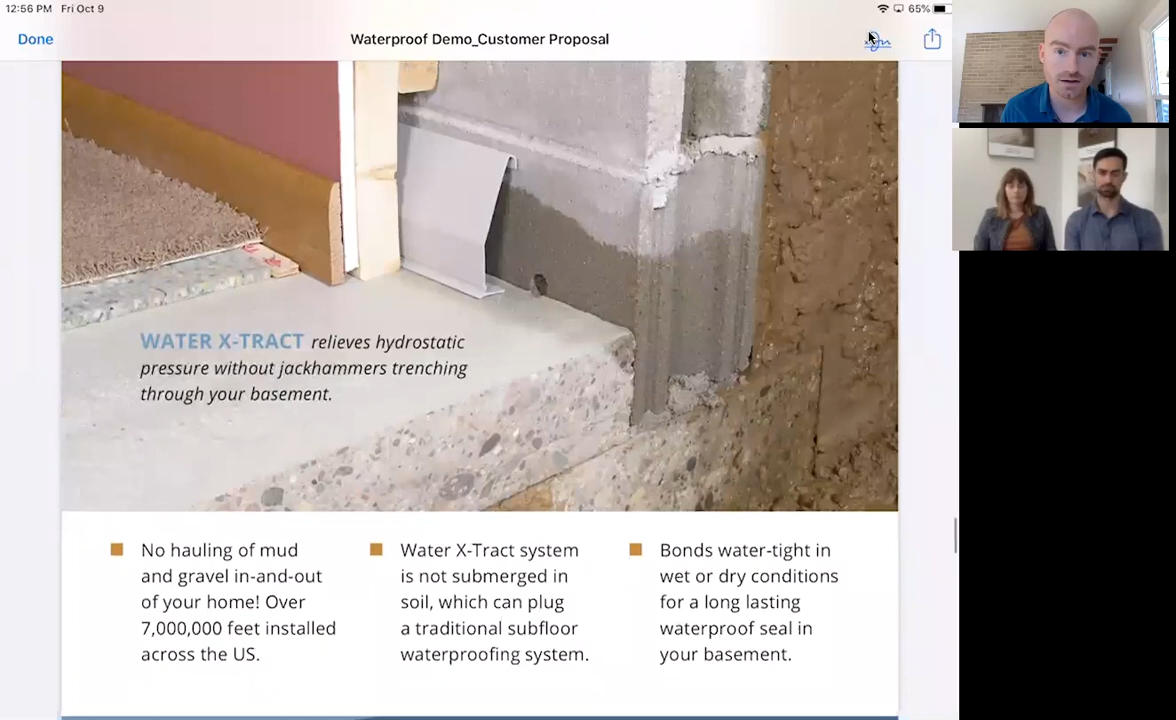 12:56 PM Fri Oct 9
65%
Done
Waterproof Demo_Customer Proposal
WATER X-TRACT relieves hydrostatic
pressure without jackhammers trenching
through your basement.
No hauling of mud
and gravel in-and-out
of your home! Over
7,000,000 feet installed
across the US.
Water X-Tract system
is not submerged in
soil, which can plug
a traditional subfloor
waterproofing system.
Bonds water-tight in
wet or dry conditions
for a long lasting
waterproof seal in
your basement.